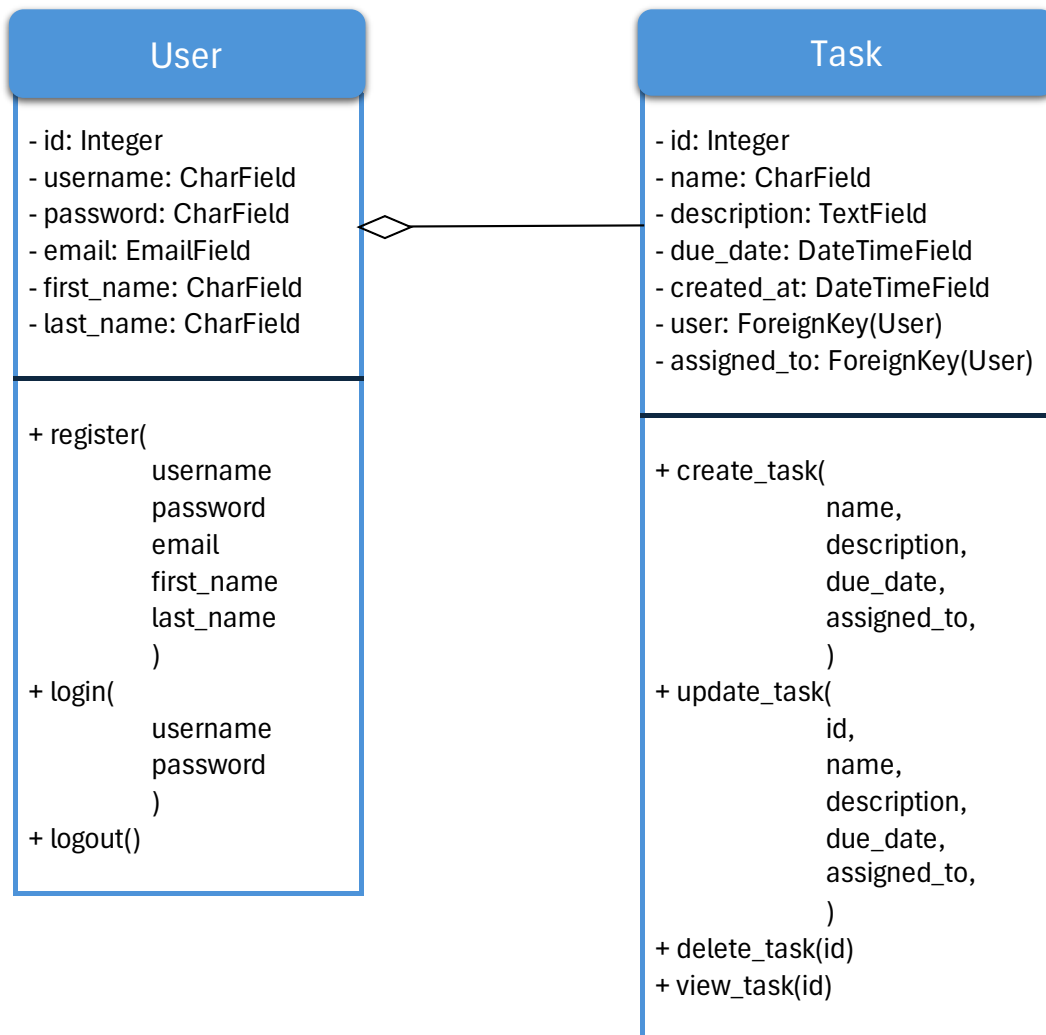 User
- id: Integer
- username: CharField
- password: CharField
- email: EmailField
- first_name: CharField
- last_name: CharField
+ register(
username
password
email
first_name
last_name
)
+ login(
username
password
)
+ logout()
Task
- id: Integer
- name: CharField
- description: TextField
- due_date: DateTimeField
- created_at: DateTimeField
- user: ForeignKey(User)
- assigned_to: ForeignKey(User)
+ create_task(
name,
description,
due_date,
assigned_to,
)
+ update_task(
id,
name,
description,
due_date,
assigned_to,
)
+ delete_task(id)
+ view_task(id)